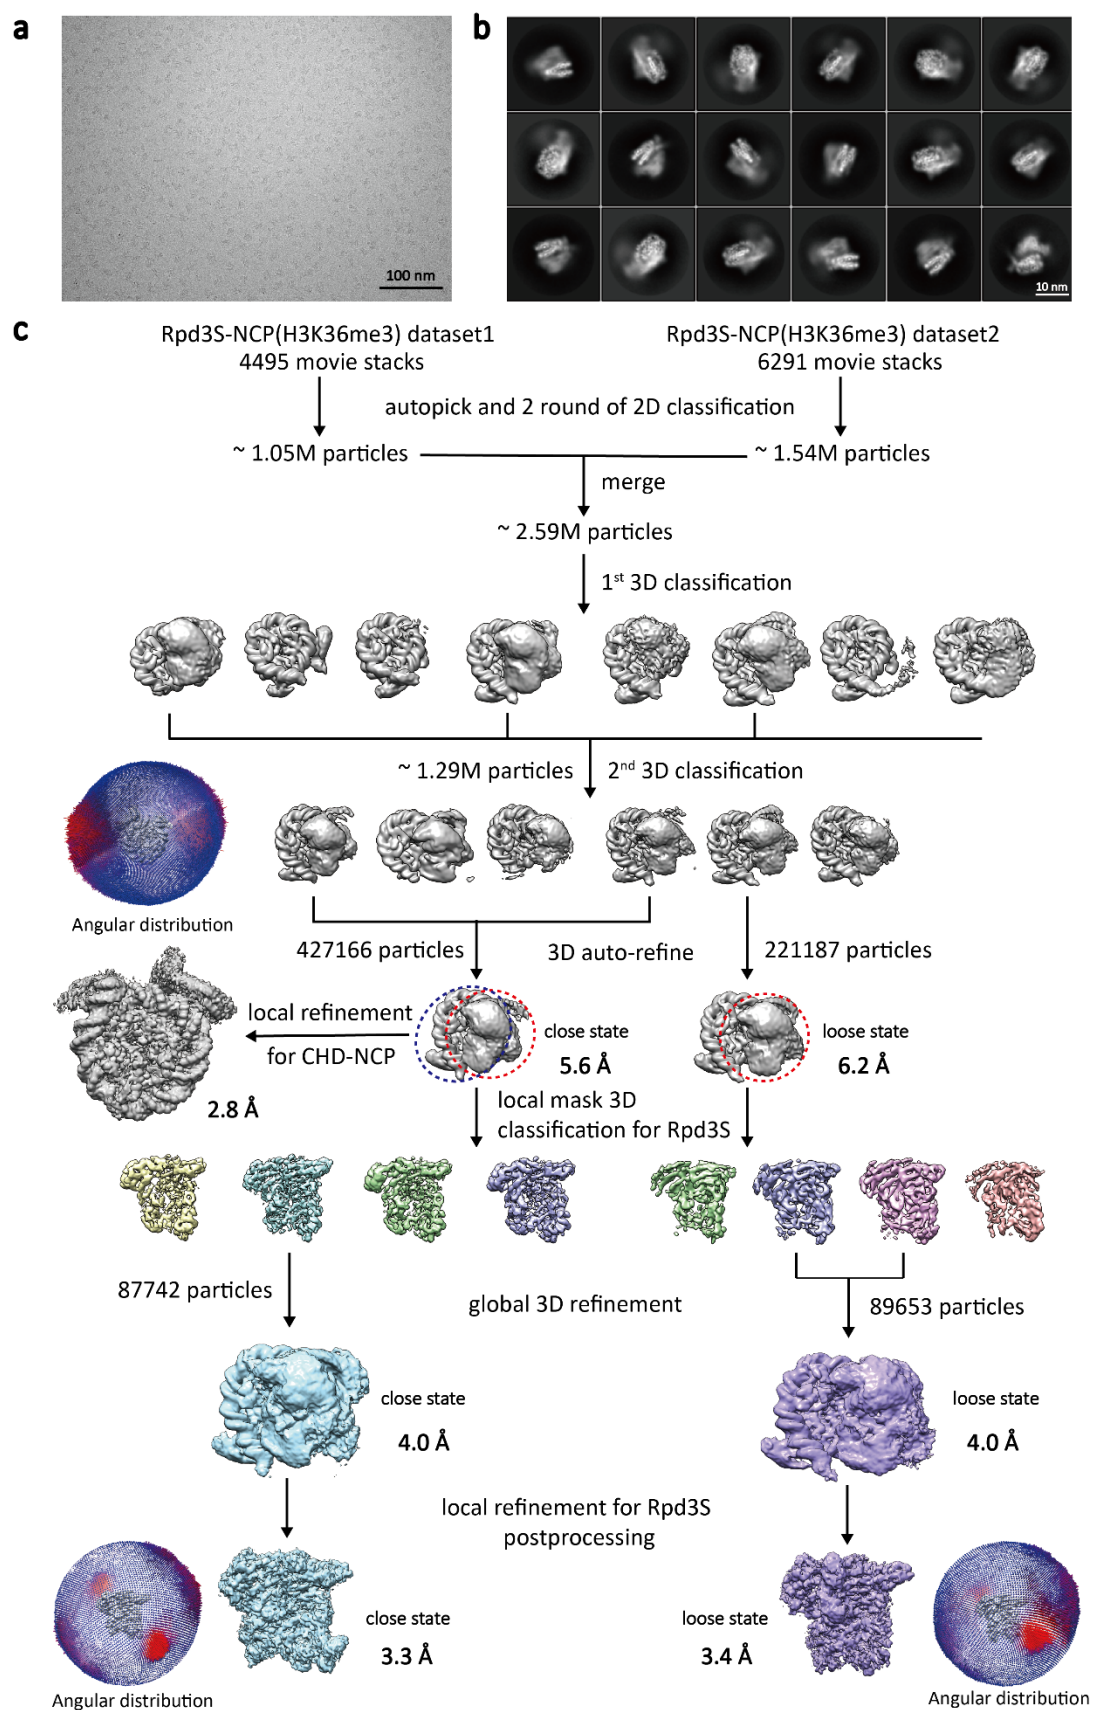 a
b
100 nm
10 nm
c
Rpd3S-NCP(H3K36me3) dataset1
4495 movie stacks
Rpd3S-NCP(H3K36me3) dataset2
6291 movie stacks
autopick and 2 round of 2D classification
~ 1.05M particles
~ 1.54M particles
merge
~ 2.59M particles
1st 3D classification
~ 1.29M particles
2nd 3D classification
Angular distribution
427166 particles
3D auto-refine
221187 particles
local refinement
for CHD-NCP
close state
5.6 Å
loose state
6.2 Å
2.8 Å
local mask 3D
classification for Rpd3S
87742 particles
global 3D refinement
89653 particles
close state
4.0 Å
loose state
4.0 Å
local refinement for Rpd3S
postprocessing
close state
3.3 Å
loose state
3.4 Å
Angular distribution
Angular distribution